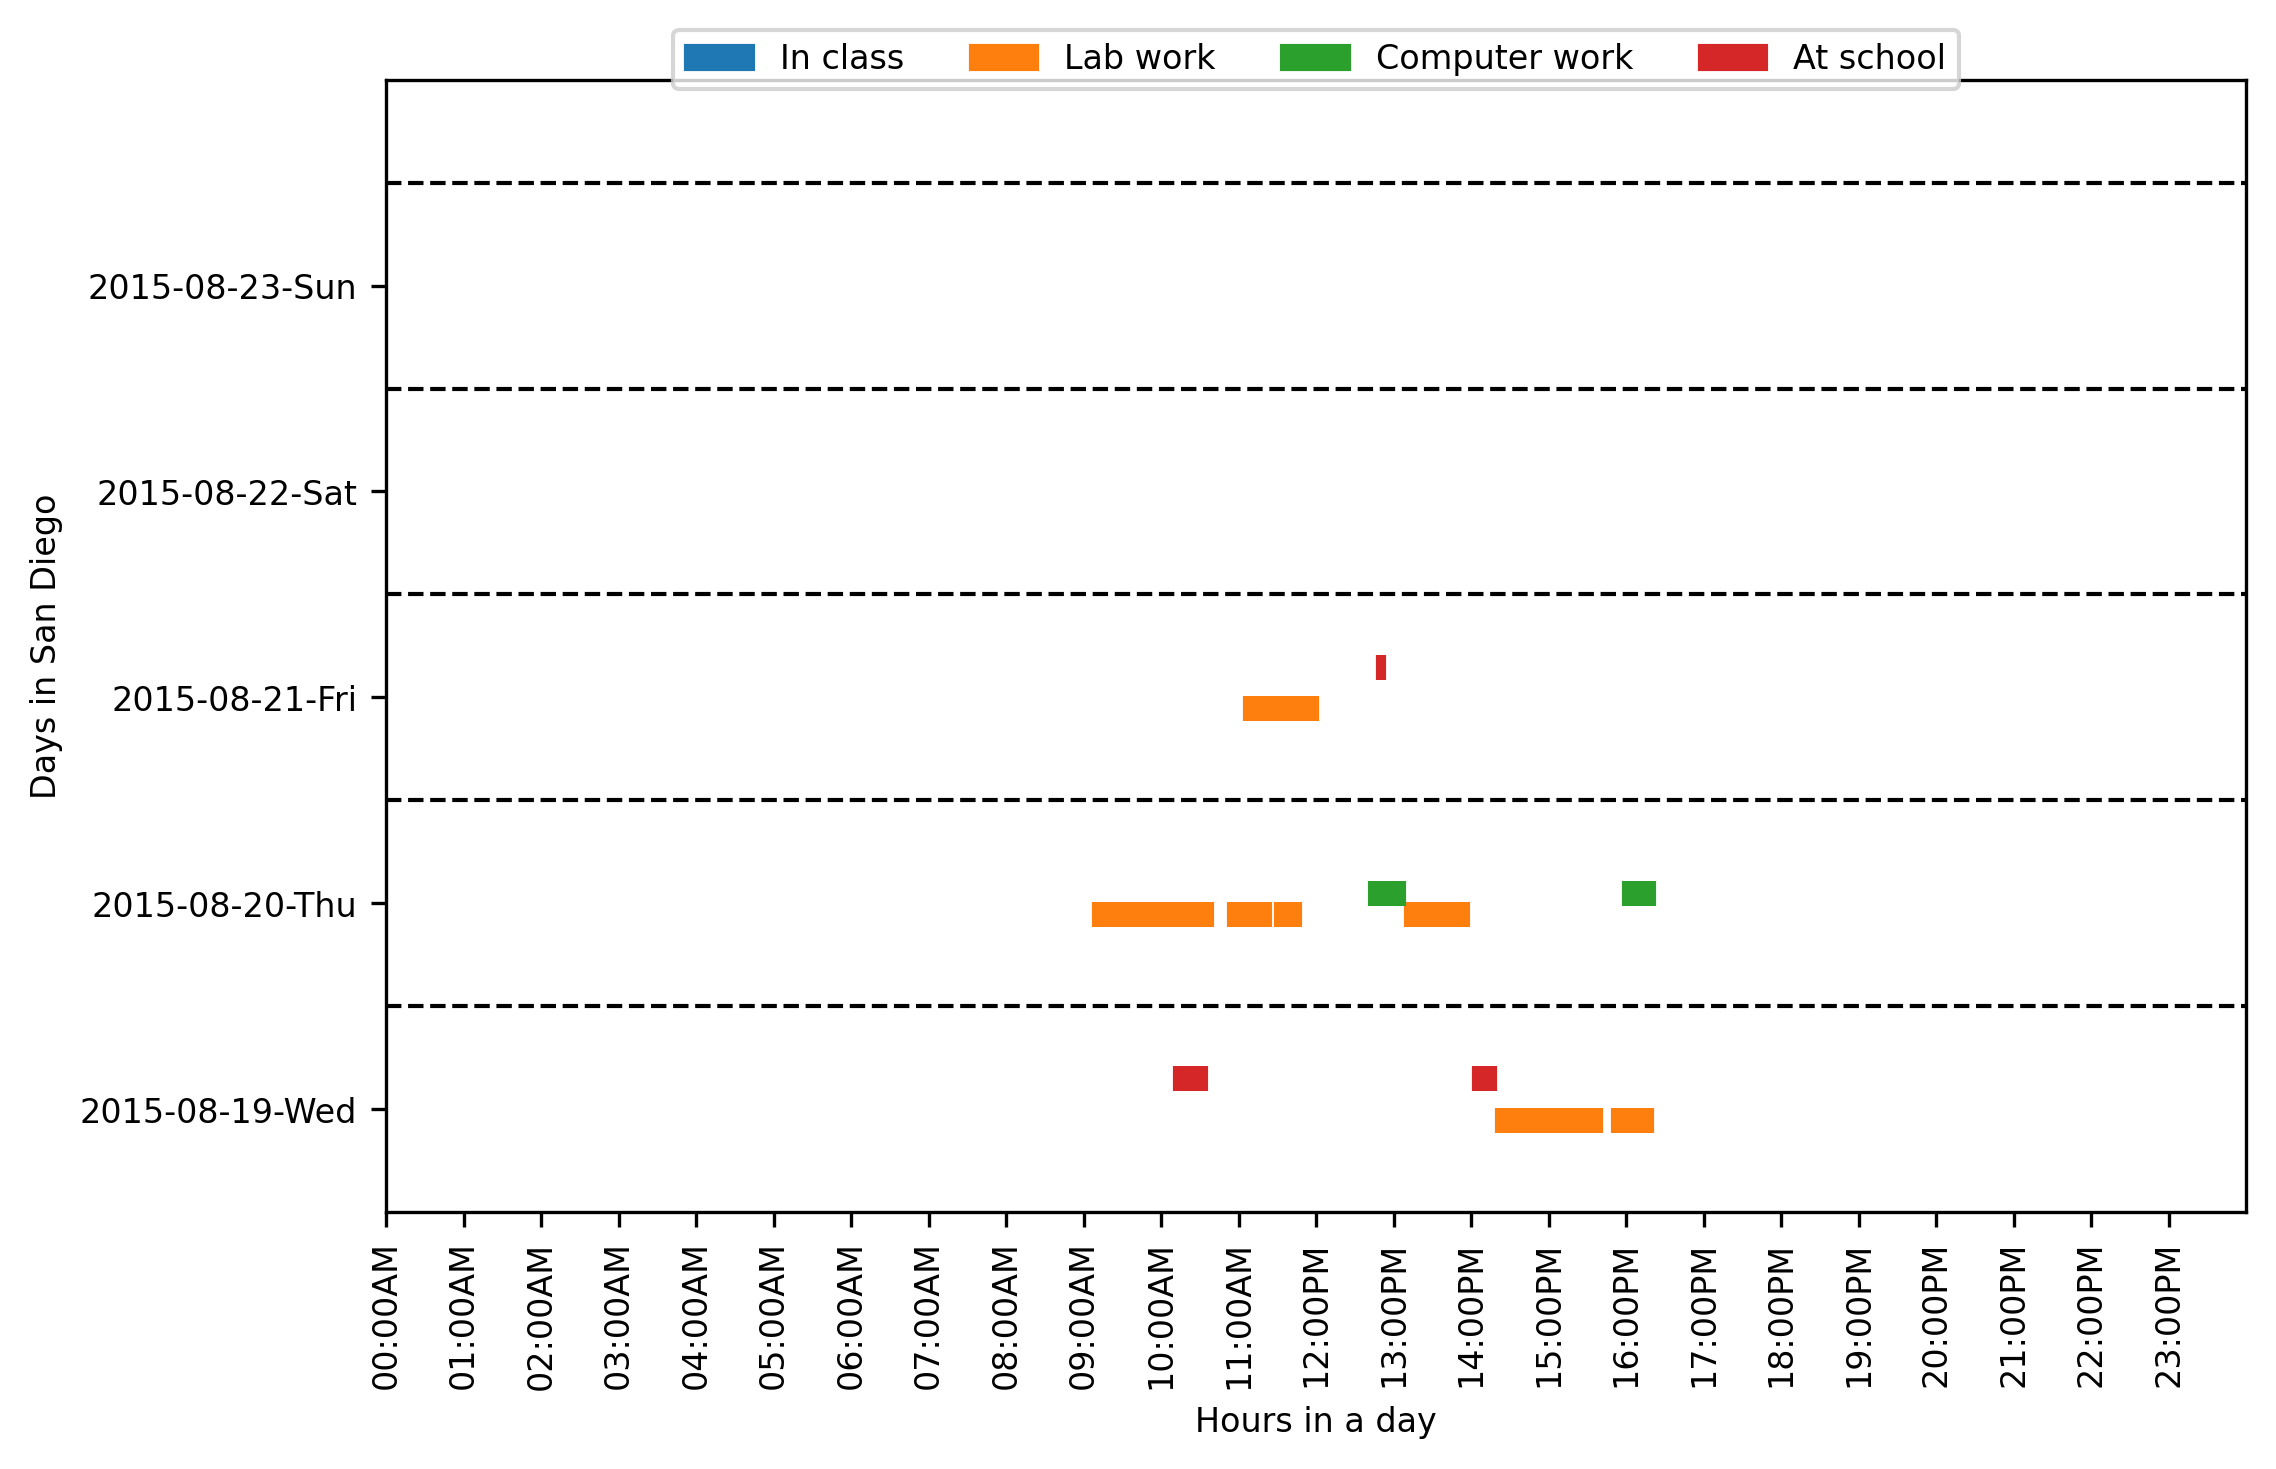 In class Lab work Computer work At school
2015-08-23-Sun
2015-08-22-Sat
2015-08-21-Fri
2015-08-20-Thu
2015-08-19-Wed
Days in San Diego
00:00AM 01:00AM 02:00AM 03:00AM 04:00AM 05:00AM 06:00AM 07:00AM 08:00AM 09:00AM 10:00AM 11:00AM 12:00PM 13:00PM 14:00PM 15:00PM 16:00PM 17:00PM 18:00PM 19:00PM 20:00PM 21:00PM 22:00PM 23:00PM
Hours in a day